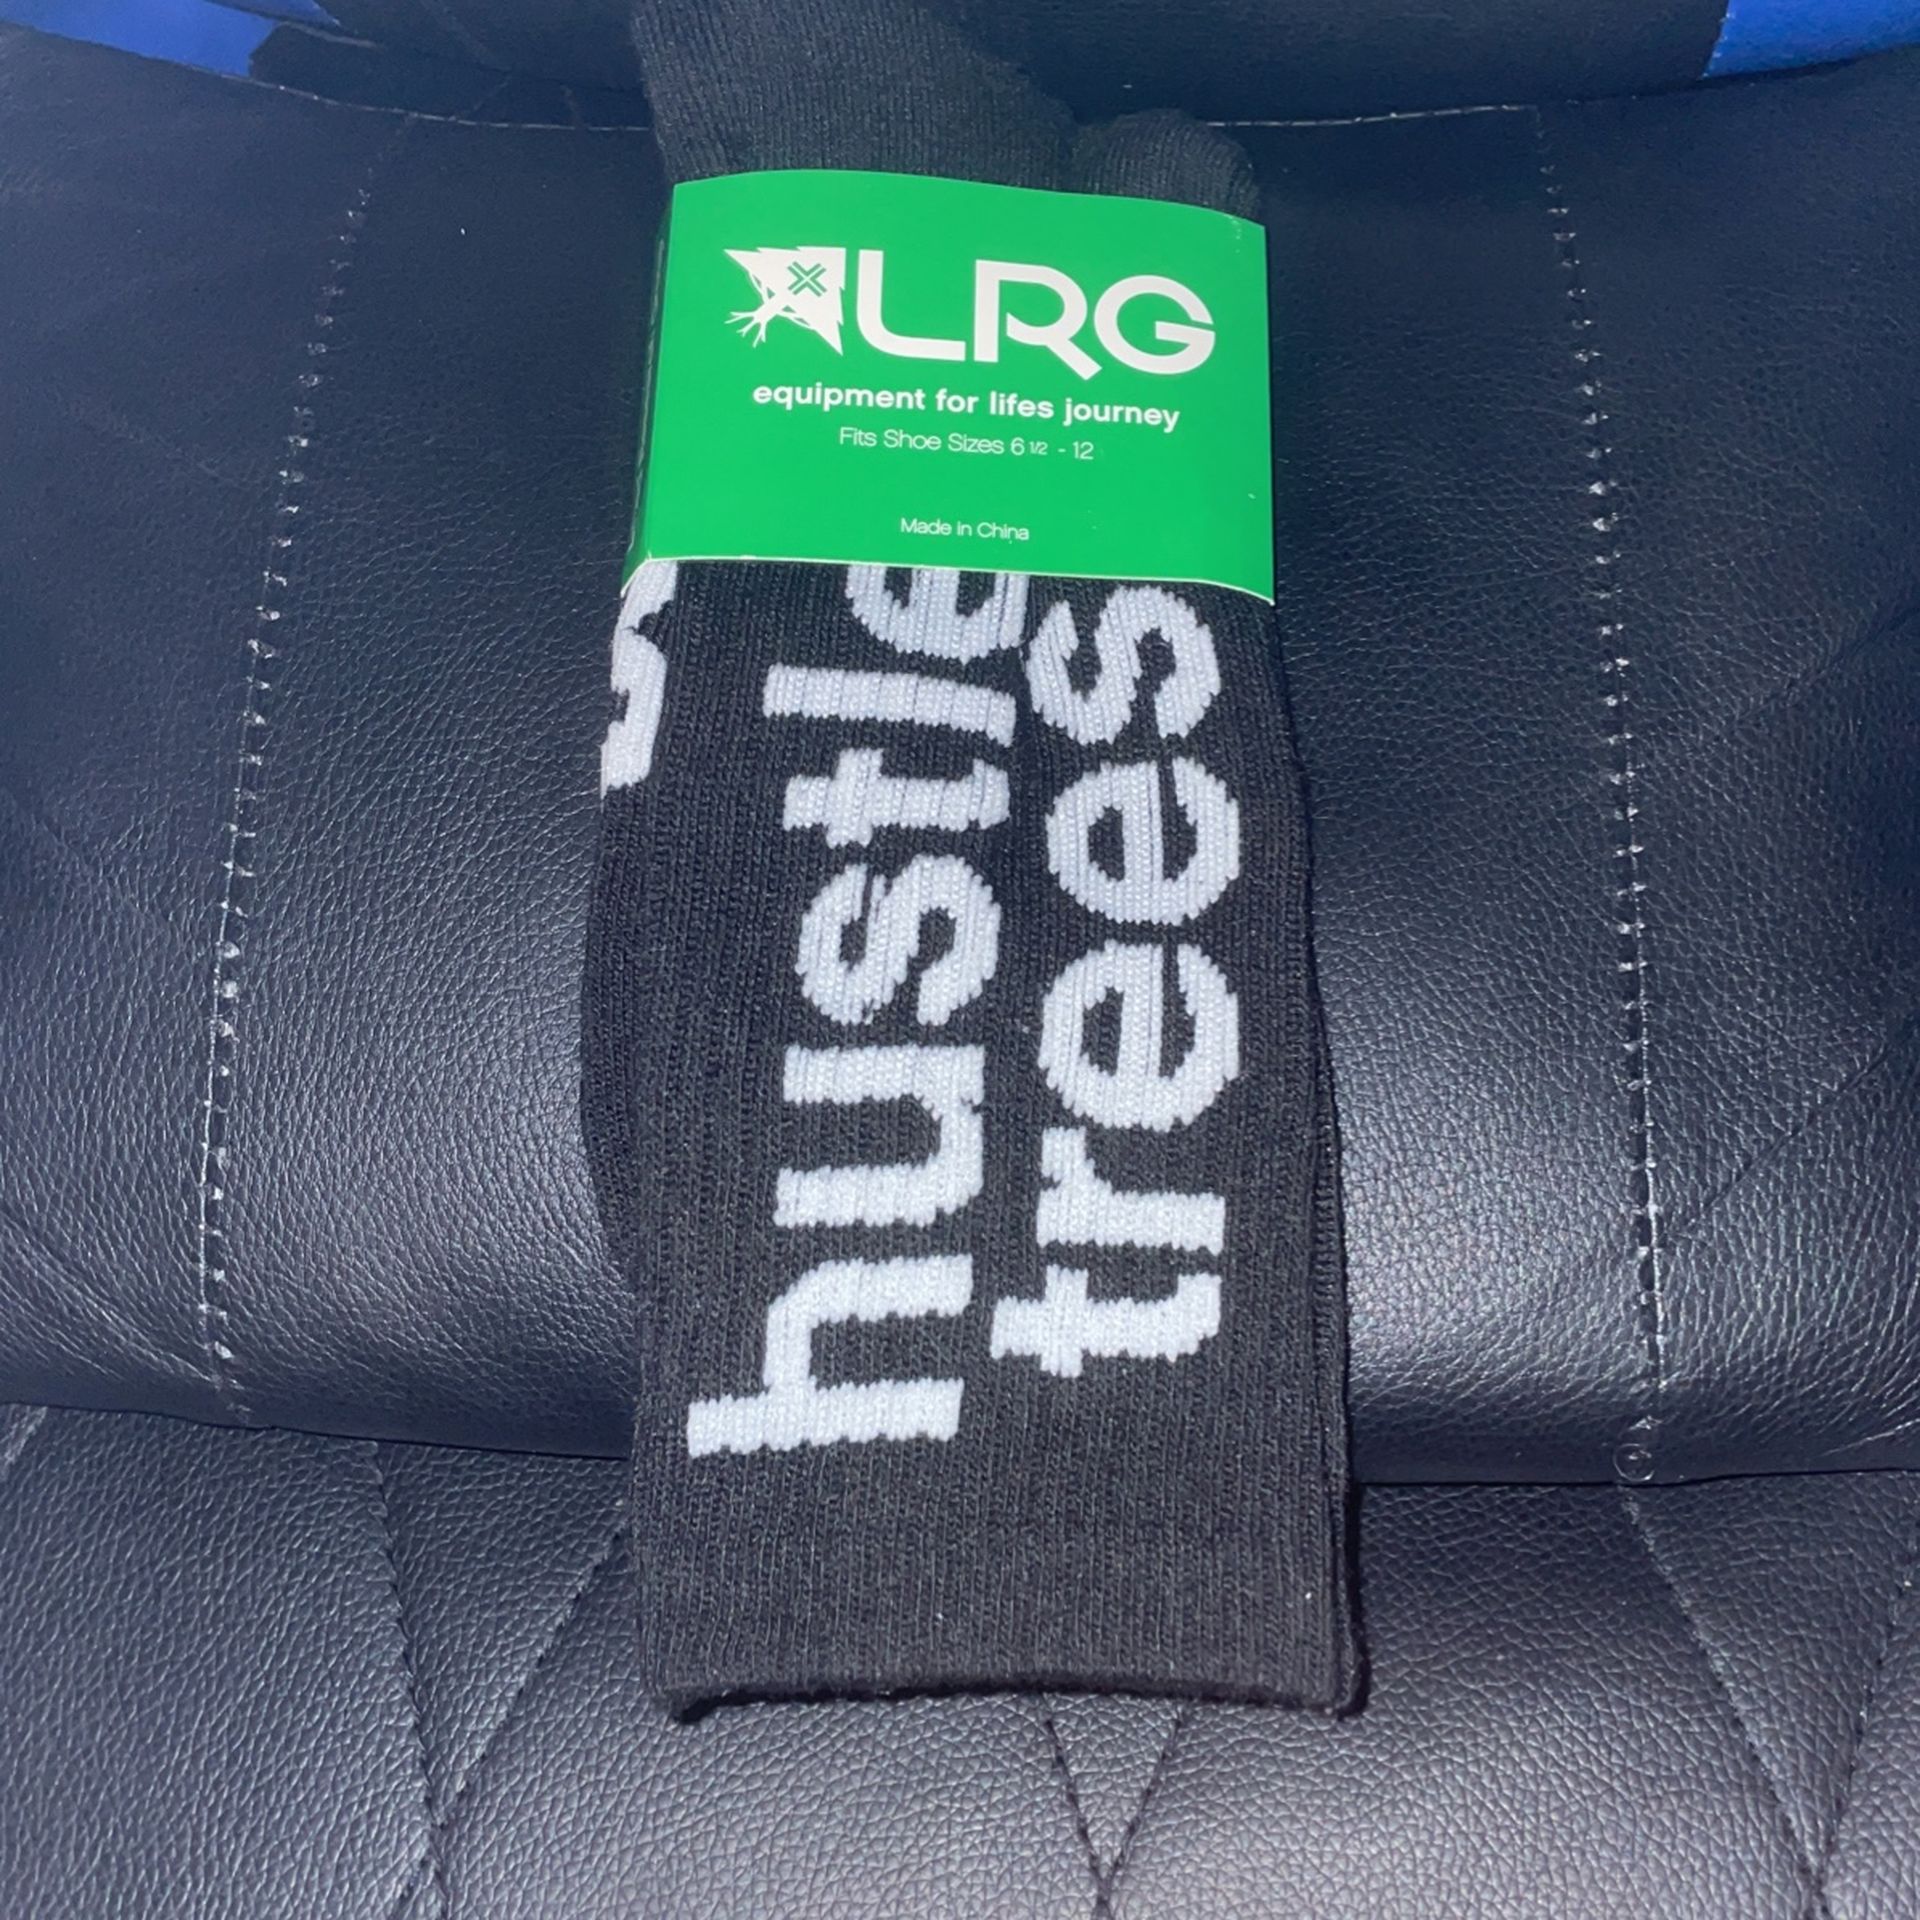 LRG
equipment for lifes journey
Fits Shoe Sizes 6 1/2 - 12
Made In China
hustle
trees